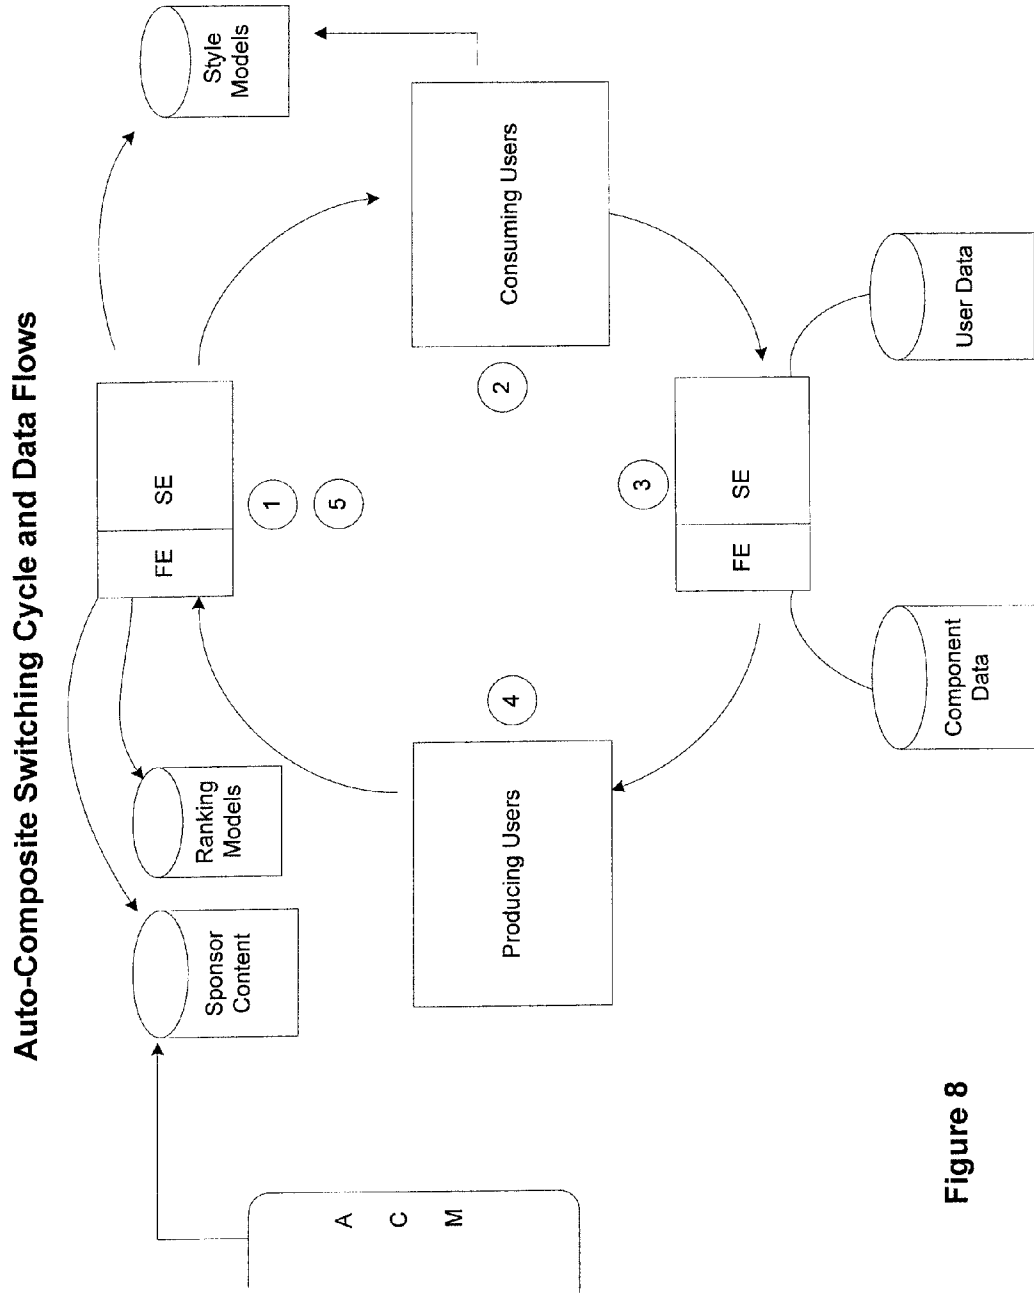 Auto-Composite Switching Cycle and Data Flows
A
C
M
Sponsor
Content
Ranking
Models
FE
SE
1
5
Style
Models
Producing Users
4
2
Consuming Users
3
FE
SE
Component
Data
User Data
Figure 8